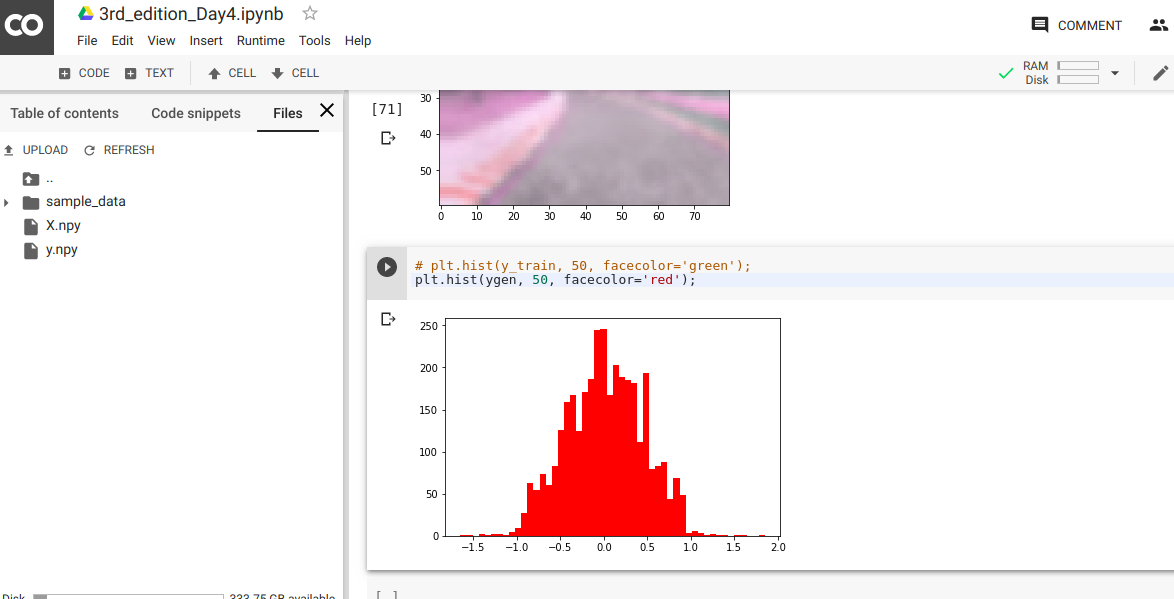 CO
3rd_edition_Day4.ipynb
File Edit View Insert Runtime Tools Help
COMMENT
CODE TEXT CELL CELL
RAM
Disk
Table of contents Code snippets Files
UPLOAD REFRESH
..
sample_data
X.npy
y.npy
[71]
30
40
50
0 10 20 30 40 50 60 70
# plt.hist(y_train, 50, facecolor='green');
plt.hist(ygen, 50, facecolor='red');
250
200
150
100
50
0
−1.5 −1.0 −0.5 0.0 0.5 1.0 1.5 2.0
[ ]
Disk 333.75 GB available